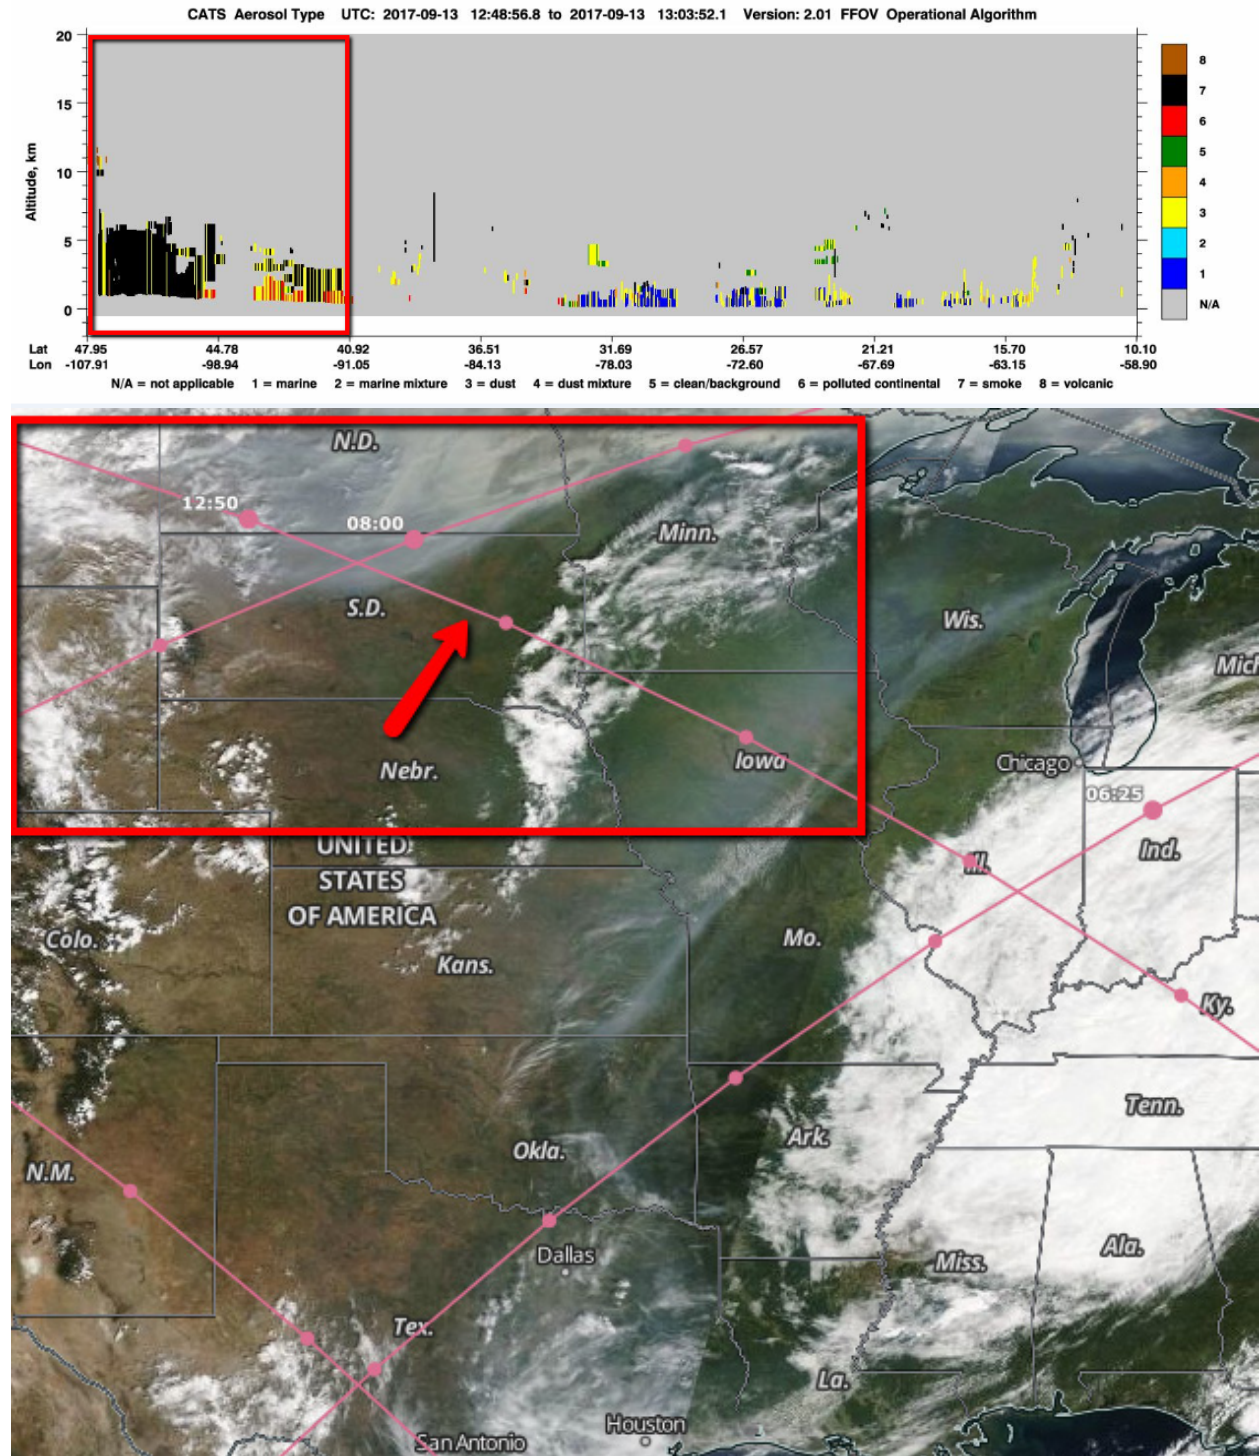 CATS Aerosol Type UTC: 2017-09-13 12:48:56.8 to 2017-09-13 13:03:52.1 Version: 2.01 FFOV Operational Algorithm
20
15
10
5
0
Altitude, km
8
7
6
5
4
3
2
1
N/A
Lat 47.95 44.78 40.92 36.51 31.69 26.57 21.21 15.70 10.10
Lon -107.91 -98.94 -91.05 -84.13 -78.03 -72.60 -67.69 -63.15 -58.90
N/A = not applicable 1 = marine 2 = marine mixture 3 = dust 4 = dust mixture 5 = clean/background 6 = polluted continental 7 = smoke 8 = volcanic
N.D.
12:50
08:00
Minn.
S.D.
Wis.
Mich
Nebr.
Iowa
Chicago
06:25
UNITED
STATES
OF AMERICA
Ill.
Ind.
Colo.
Kans.
Mo.
Ky.
Tenn.
Okla.
Ark.
N.M.
Dallas
Miss.
Ala.
Tex.
La.
Houston
San Antonio